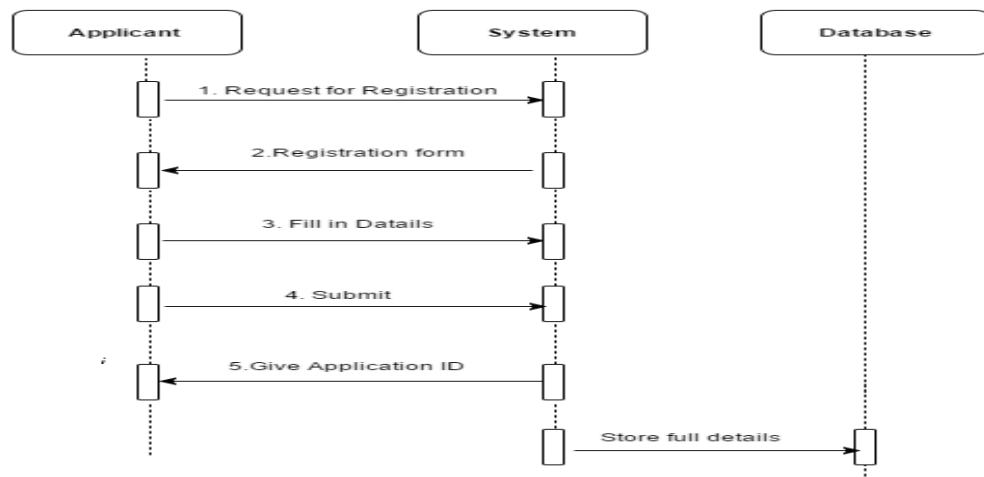 Applicant
System
Database
1. Request for Registration
2.Registration form
3. Fill in Datails
4. Submit
i
5.Give Application ID
Store full details